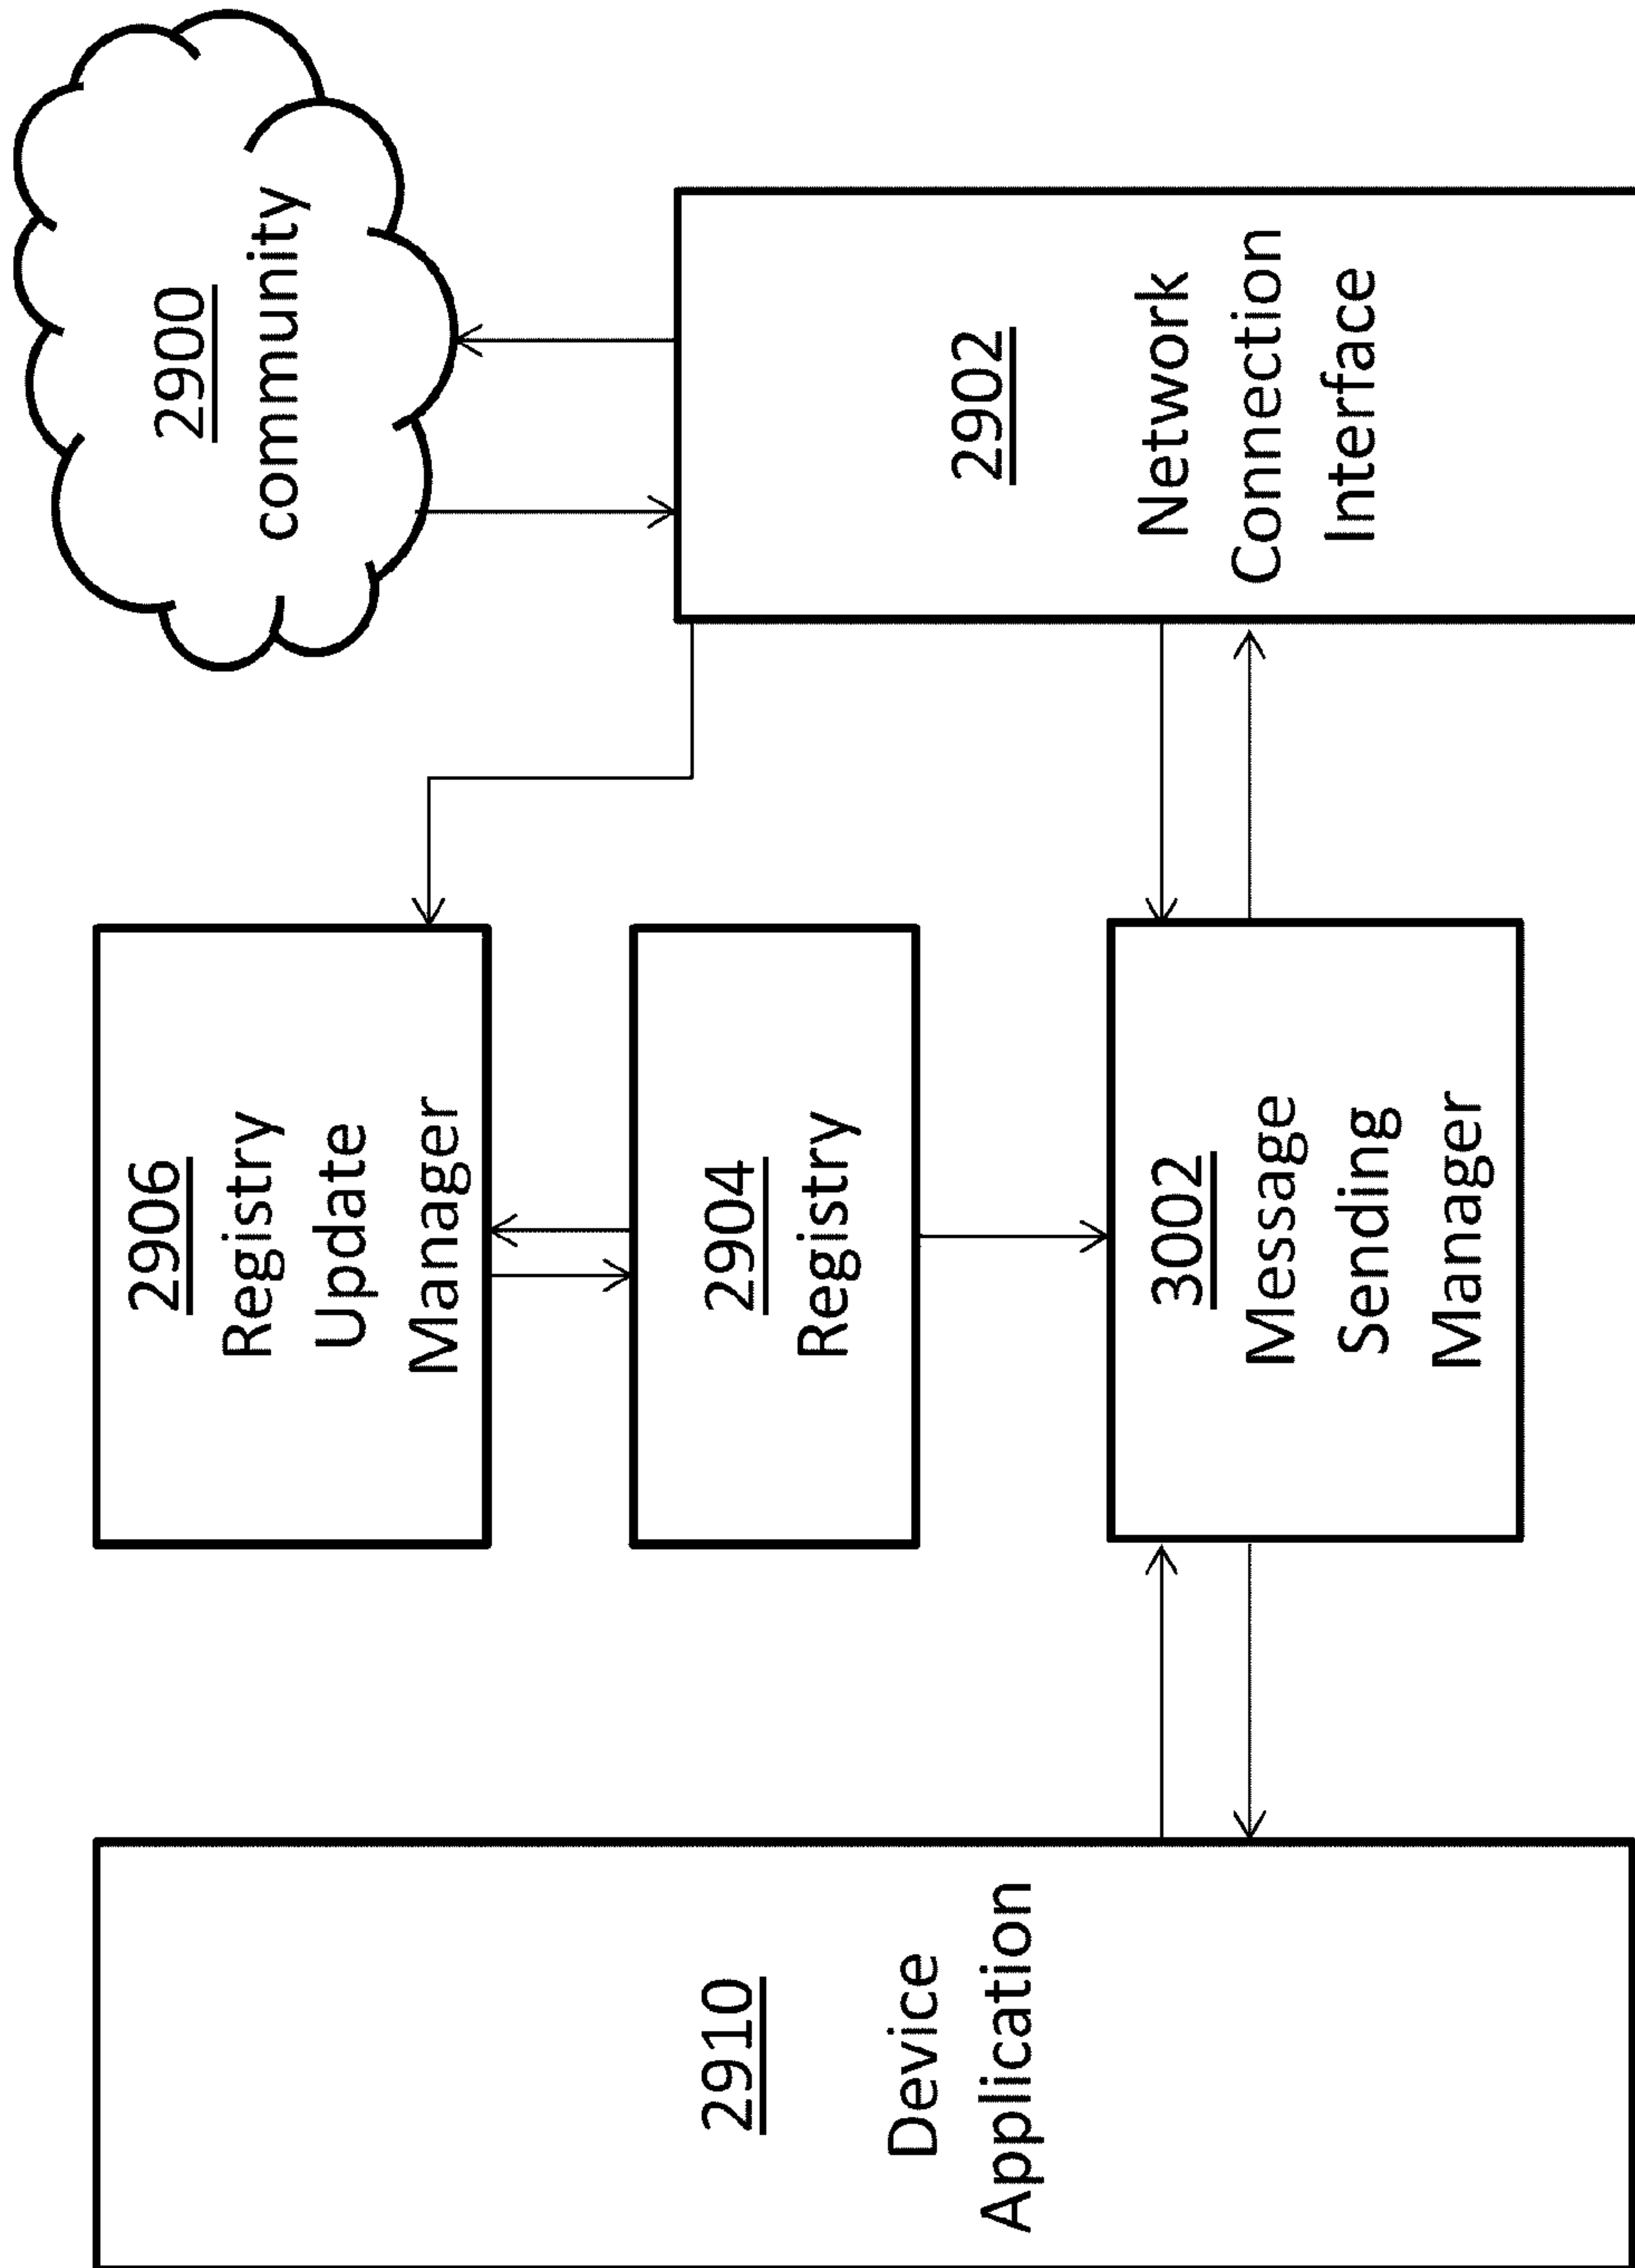 2900
community
2906
Registry
Update
Manager
2904
Registry
2902
Network
Connection
Interface
3002
Message
Sending
Manager
2910
Device
Application